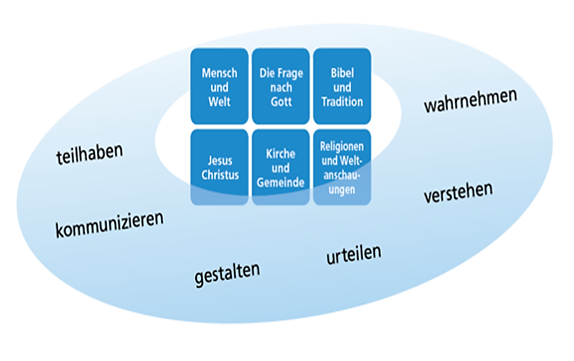 Mensch
und
Welt
Die Frage
nach
Gott
Bibel
und
Tradition
Jesus
Christus
Kirche
und
Gemeinde
Religionen
und Welt-
anschau-
ungen
wahrnehmen
teilhaben
verstehen
kommunizieren
urteilen
gestalten